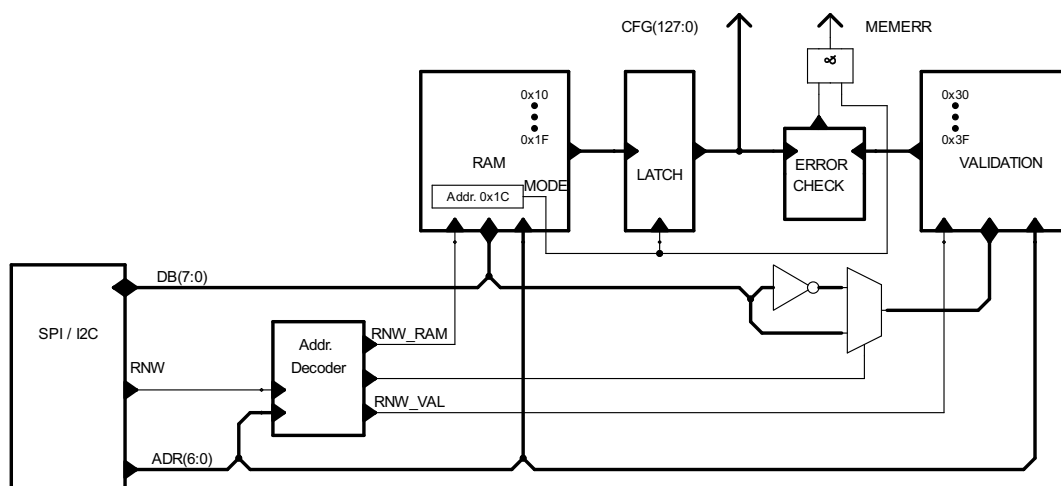 CFG(127:0)
MEMERR
&
0x10
0x1F
RAM
MODE
Addr. 0x1C
LATCH
ERROR
CHECK
0x30
0x3F
VALIDATION
SPI / I2C
DB(7:0)
RNW
ADR(6:0)
Addr.
Decoder
RNW_RAM
RNW_VAL